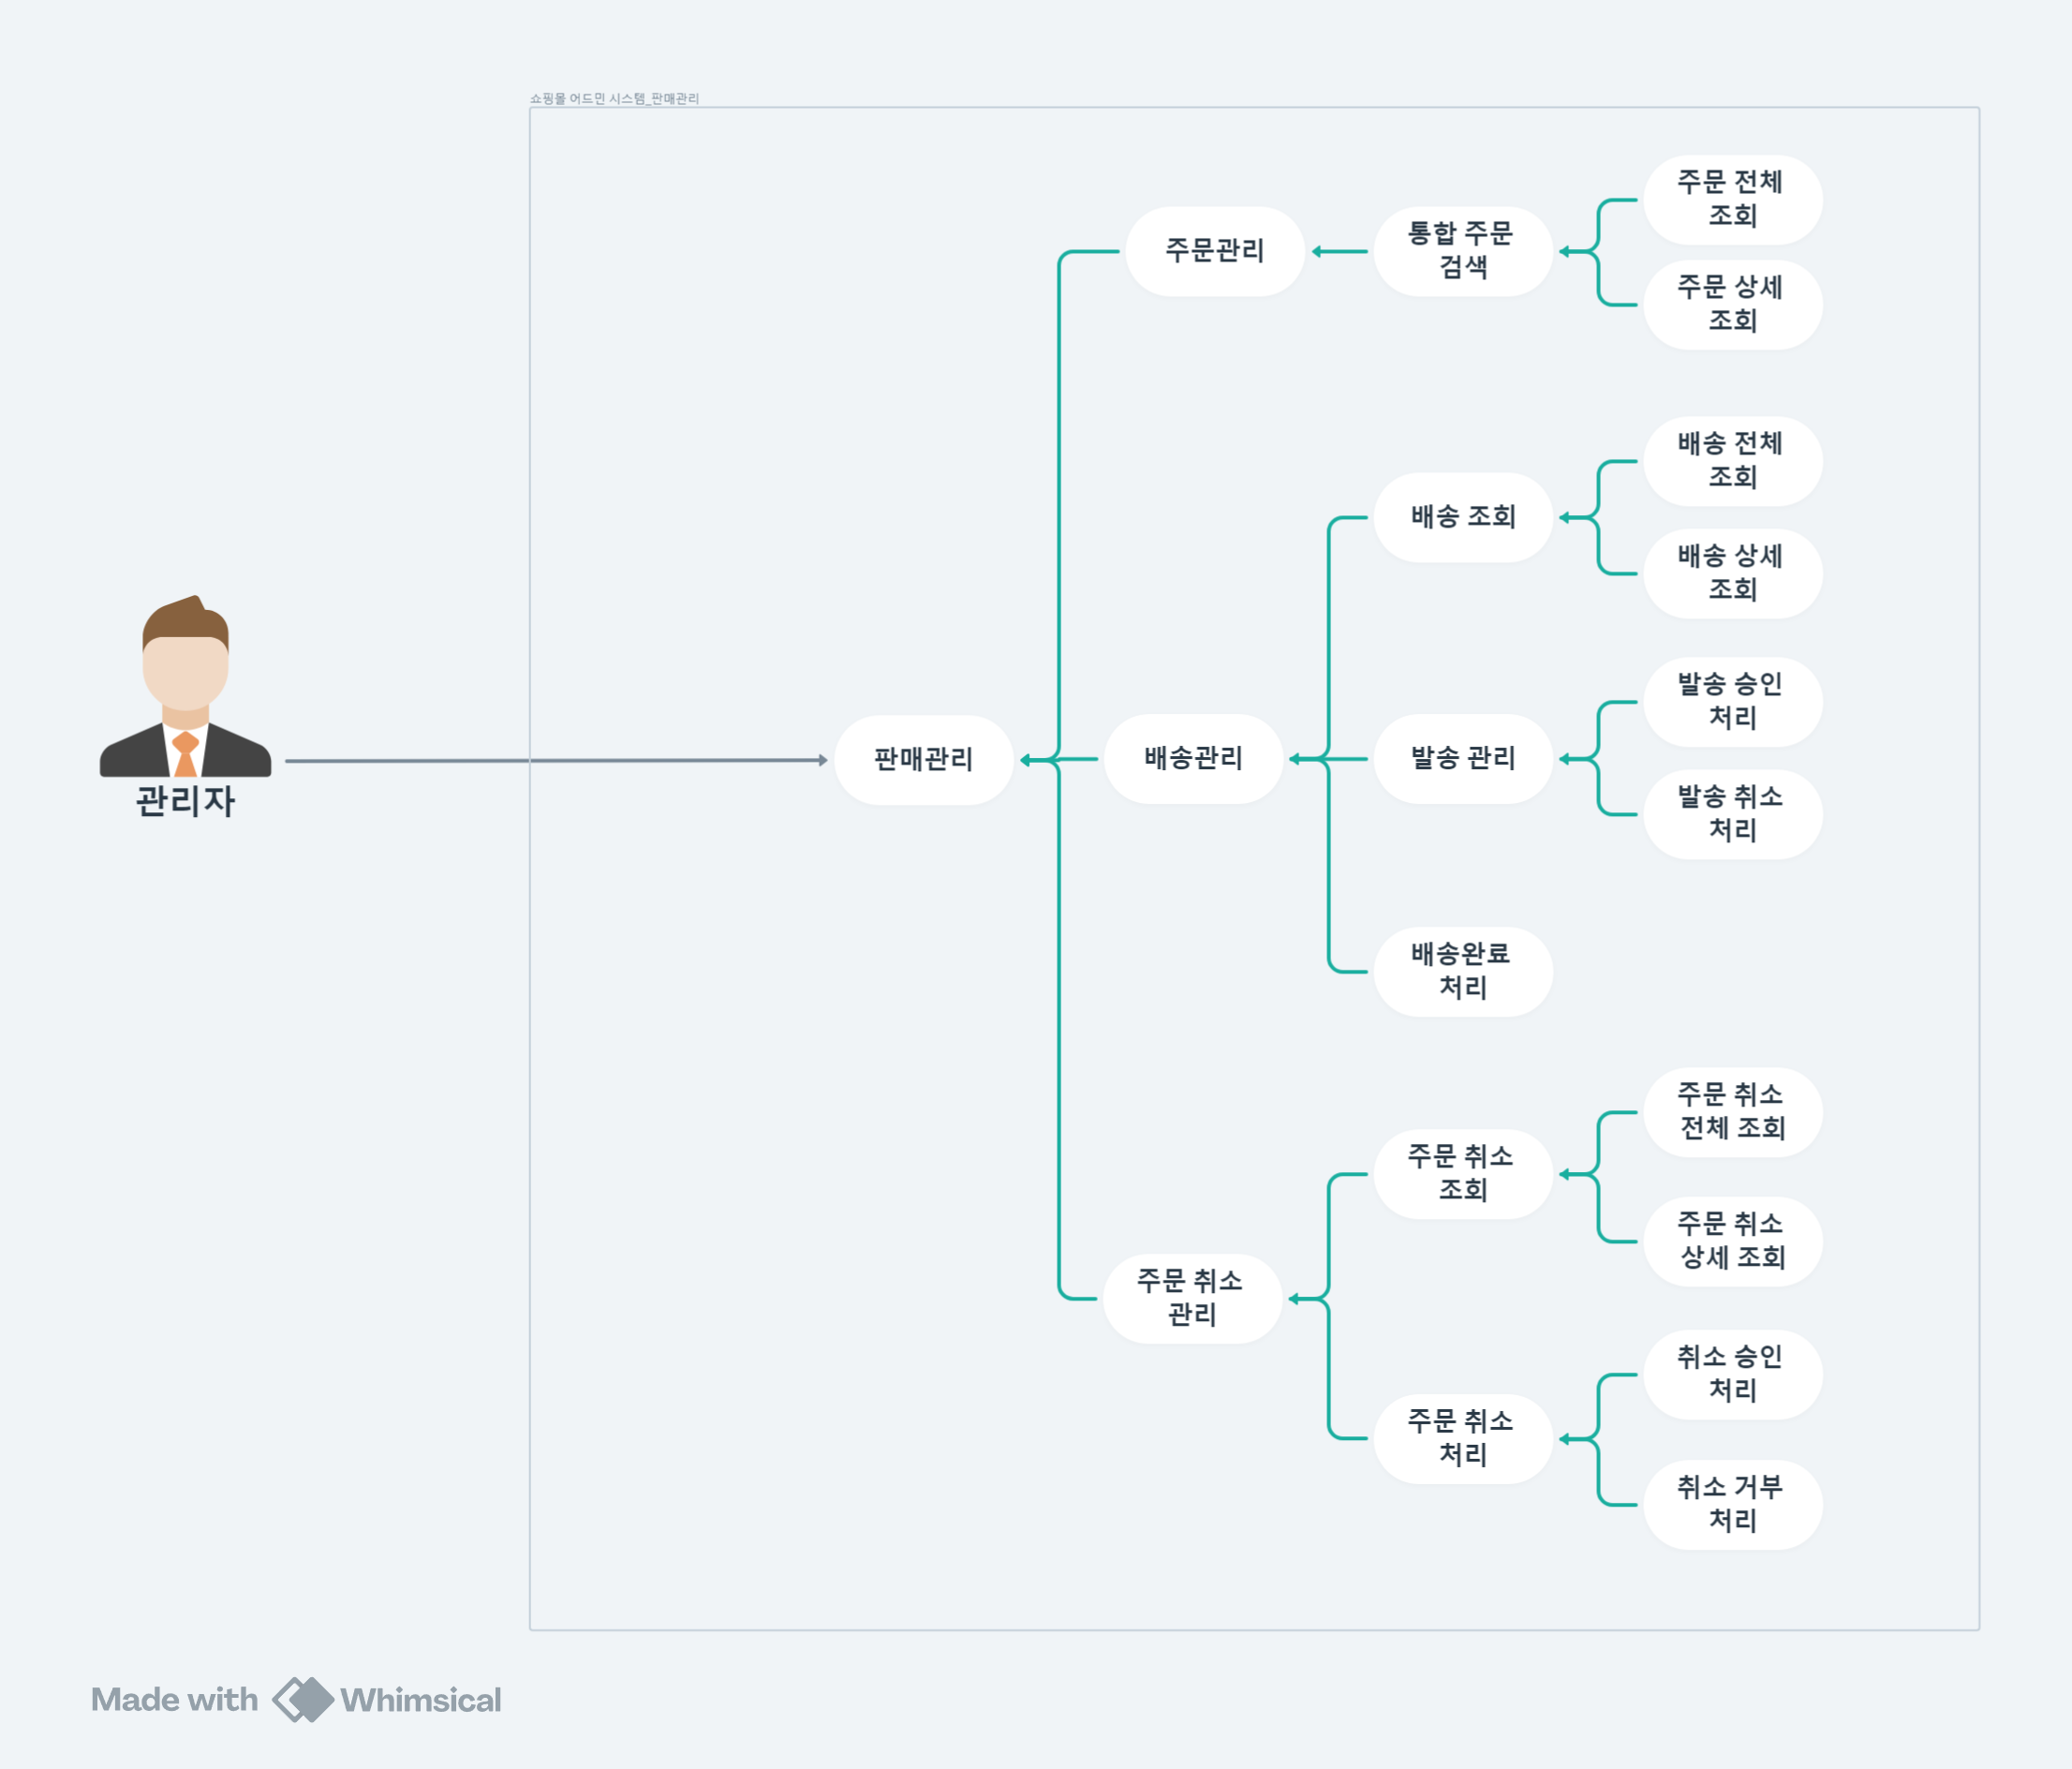 쇼핑몰 어드민 시스템_판매관리
주문 전체
조회
주문관리
통합 주문
검색
주문 상세
조회
배송 전체
조회
배송 조회
배송 상세
조회
발송 승인
처리
판매관리
배송관리
발송 관리
발송 취소
처리
관리자
배송완료
처리
주문 취소
전체 조회
주문 취소
조회
주문 취소
상세 조회
주문 취소
관리
취소 승인
처리
주문 취소
처리
취소 거부
처리
Made with Whimsical